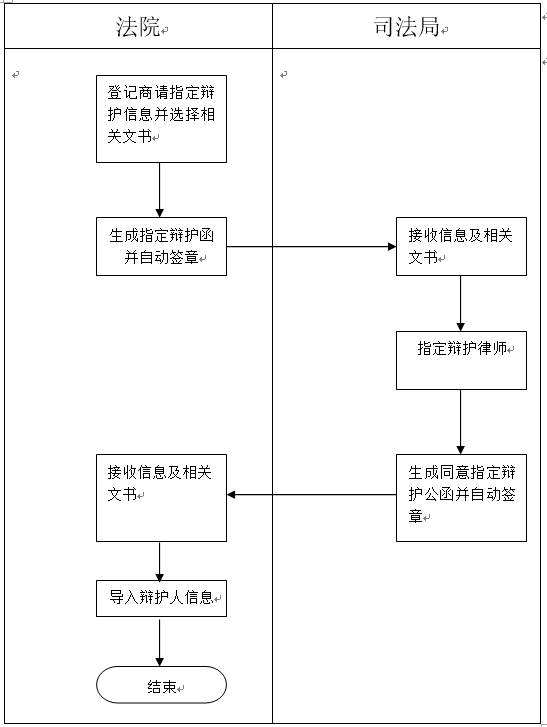 法院
司法局
登记商请指定辩
护信息并选择相
关文书
生成指定辩护函
并自动签章
接收信息及相关
文书
指定辩护律师
生成同意指定辩
护公函并自动签
章
接收信息及相关
文书
导入辩护人信息
结束